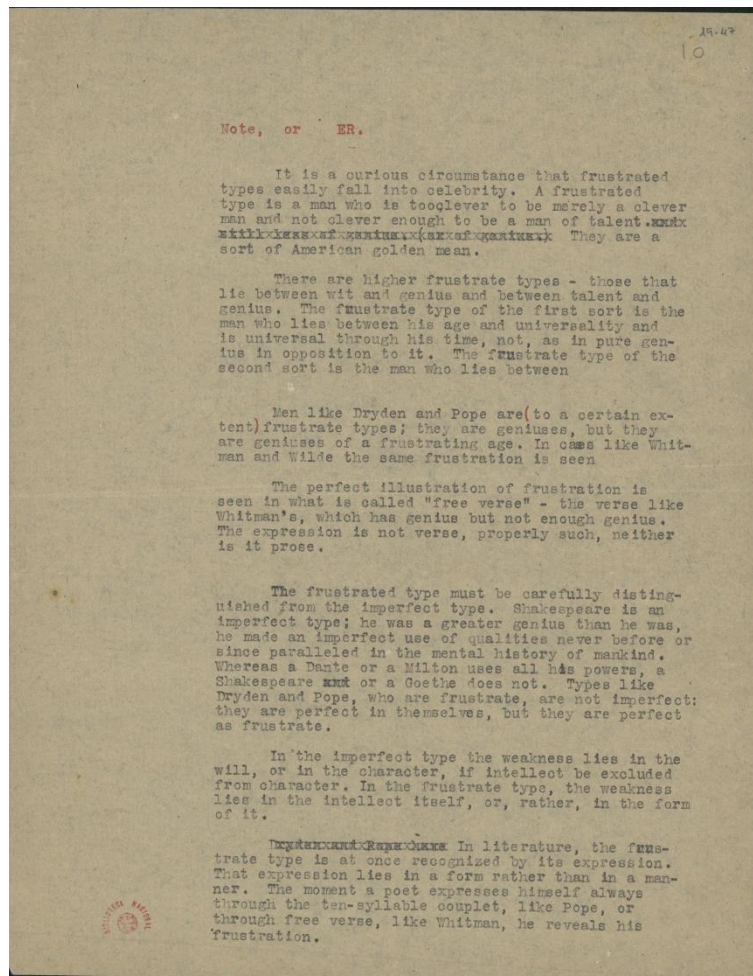 19-47
10
Note, or ER.
It is a curious circumstance that frustrated
types easily fall into celebrity. A frustrated
type is a man who is tooclever to be merely a clever
man and not clever enough to be a man of talent.
They are a
sort of American golden mean.
There are higher frustrate types - those that
lie between wit and genius and between talent and
genius. The frustrate type of the first sort is the
man who lies between his age and universality and
is universal through his time, not, as in pure gen-
ius in opposition to it. The frustrate type of the
second sort is the man who lies between
Men like Dryden and Pope are(to a certain ex-
tent)frustrate types; they are geniuses, but they
are geniuses of a frustrating age. In cases like Whit-
man and Wilde the same frustration is seen
The perfect illustration of frustration is
seen in what is called "free verse" - the verse like
Whitman's, which has genius but not enough genius.
The expression is not verse, properly such, neither
is it prose.
The frustrated type must be carefully disting-
uished from the imperfect type. Shakespeare is an
imperfect type; he was a greater genius than he was,
he made an imperfect use of qualities never before or
since paralleled in the mental history of mankind.
Whereas a Dante or a Milton uses all his powers, a
Shakespeare or a Goethe does not. Types like
Dryden and Pope, who are frustrate, are not imperfect:
they are perfect in themselves, but they are perfect
as frustrate.
In the imperfect type the weakness lies in the
will, or in the character, if intellect be excluded
from character. In the frustrate type, the weakness
lies in the intellect itself, or, rather, in the form
of it.
In literature, the frus-
trate type is at once recognized by its expression.
That expression lies in a form rather than in a man-
ner. The moment a poet expresses himself always
through the ten-syllable couplet, like Pope, or
through free verse, like Whitman, he reveals his
frustration.
BIBLIOTECA NACIONAL